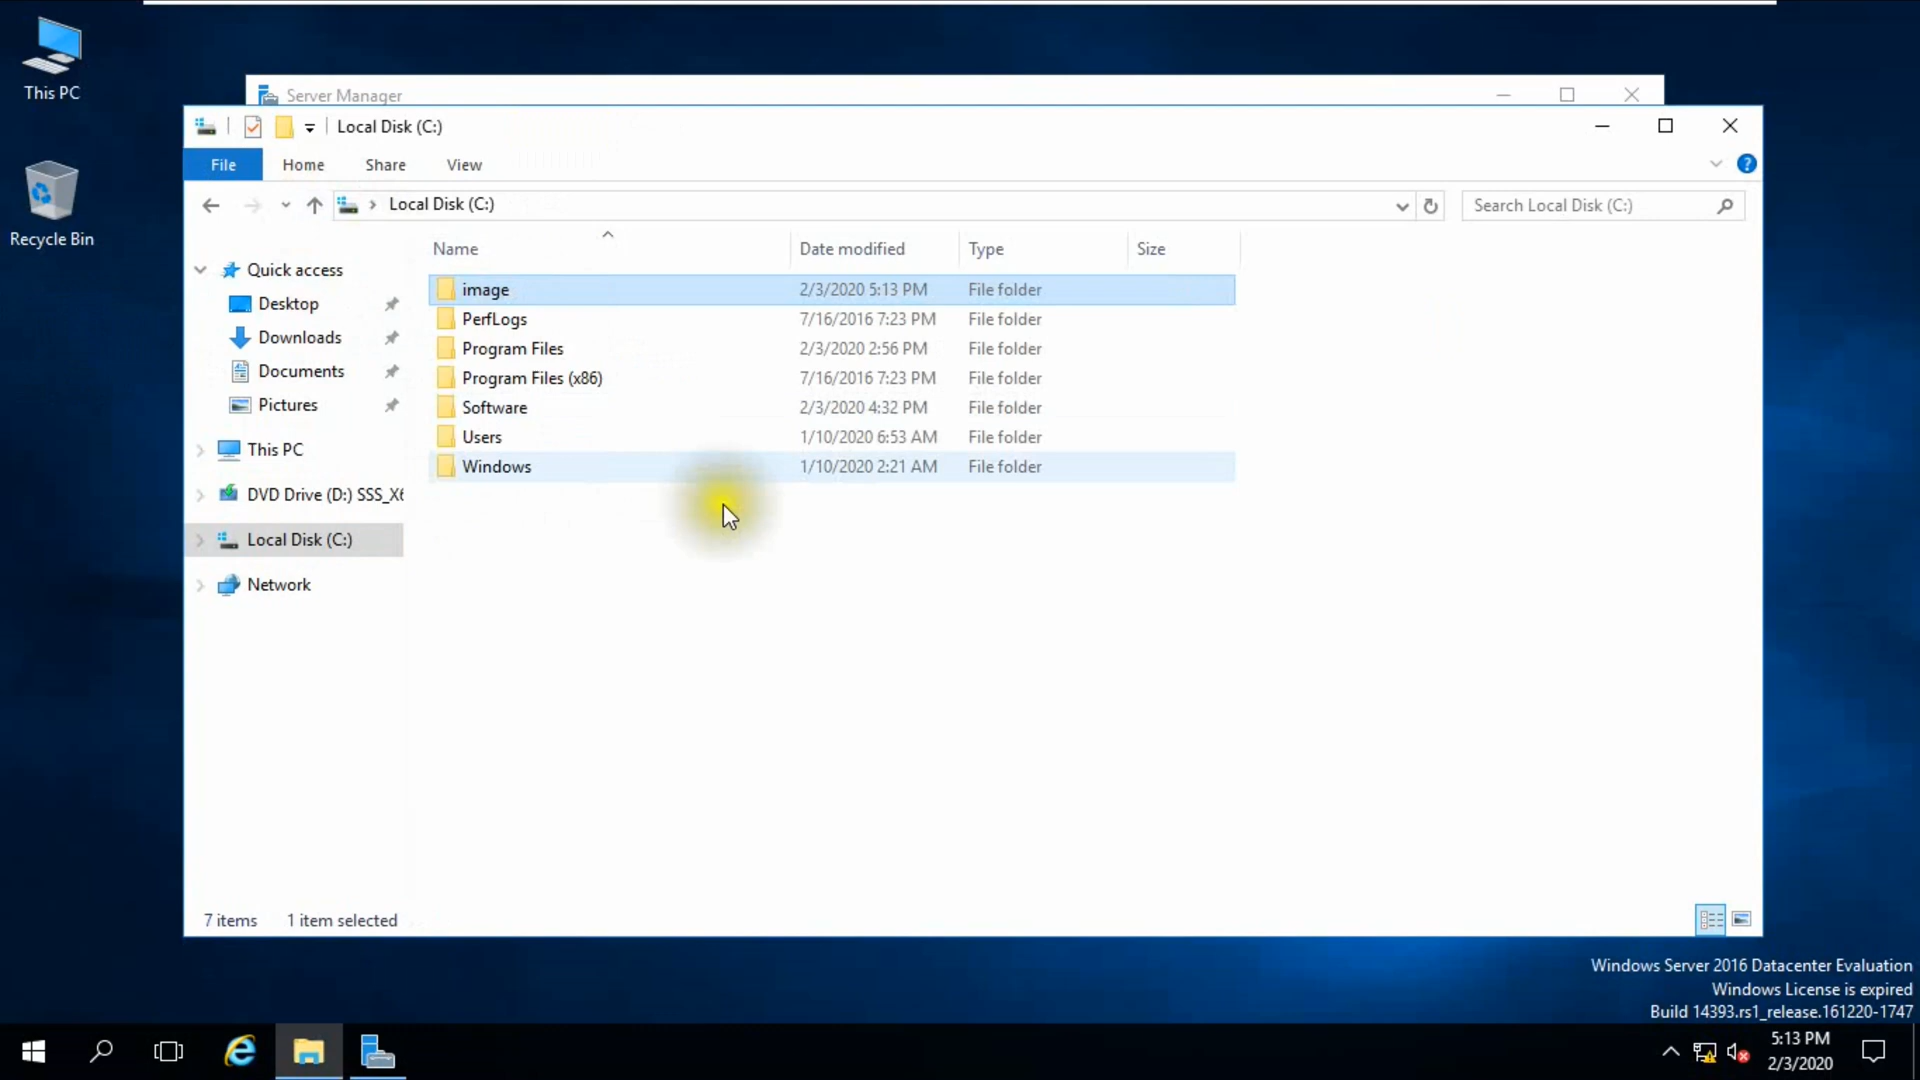 This PC
Recycle Bin
Server Manager
Local Disk (C:)
File Home Share View
Local Disk (C:)
Search Local Disk (C:)
Name Date modified Type Size
Quick access
Desktop
Downloads
Documents
Pictures
This PC
DVD Drive (D:) SSS_X6
Local Disk (C:)
Network
image 2/3/2020 5:13 PM File folder
PerfLogs 7/16/2016 7:23 PM File folder
Program Files 2/3/2020 2:56 PM File folder
Program Files (x86) 7/16/2016 7:23 PM File folder
Software 2/3/2020 4:32 PM File folder
Users 1/10/2020 6:53 AM File folder
Windows 1/10/2020 2:21 AM File folder
7 items 1 item selected
Windows Server 2016 Datacenter Evaluation
Windows License is expired
Build 14393.rs1_release.161220-1747
5:13 PM
2/3/2020